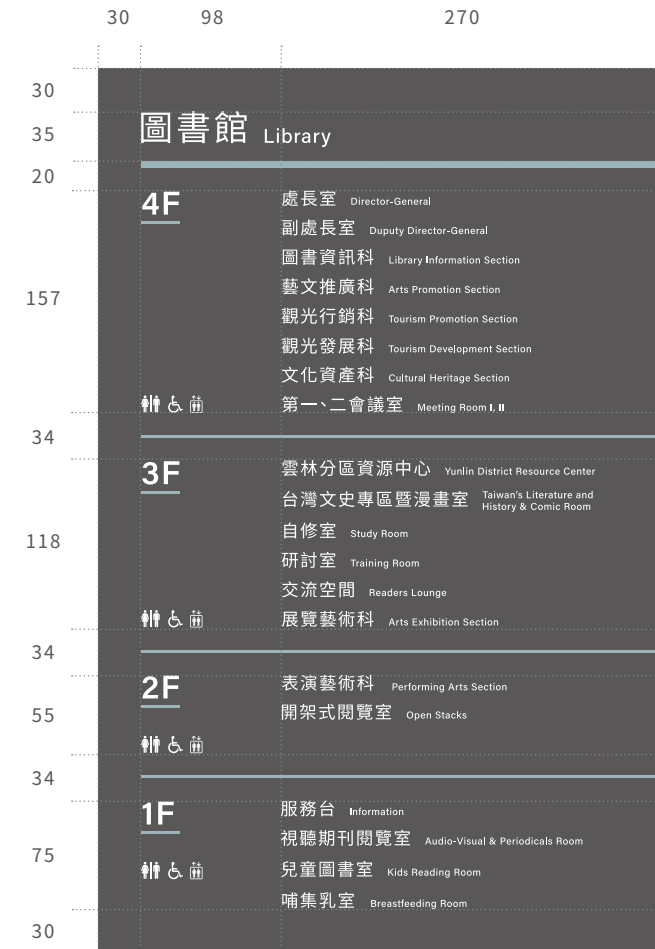 30 98 270
30
35
20
157
34
118
34
55
34
75
30
圖書館 Library
4F
處長室 Director-General
副處長室 Duputy Director-General
圖書資訊科 Library Information Section
藝文推廣科 Arts Promotion Section
觀光行銷科 Tourism Promotion Section
觀光發展科 Tourism Development Section
文化資產科 Cultural Heritage Section
第一、二會議室 Meeting Room I, II
3F
雲林分區資源中心 Yunlin District Resource Center
台灣文史專區暨漫畫室 Taiwan's Literature and
History & Comic Room
自修室 Study Room
研討室 Training Room
交流空間 Readers Lounge
展覽藝術科 Arts Exhibition Section
2F
表演藝術科 Performing Arts Section
開架式閱覽室 Open Stacks
1F
服務台 Information
視聽期刊閱覽室 Audio-Visual & Periodicals Room
兒童圖書室 Kids Reading Room
哺集乳室 Breastfeeding Room